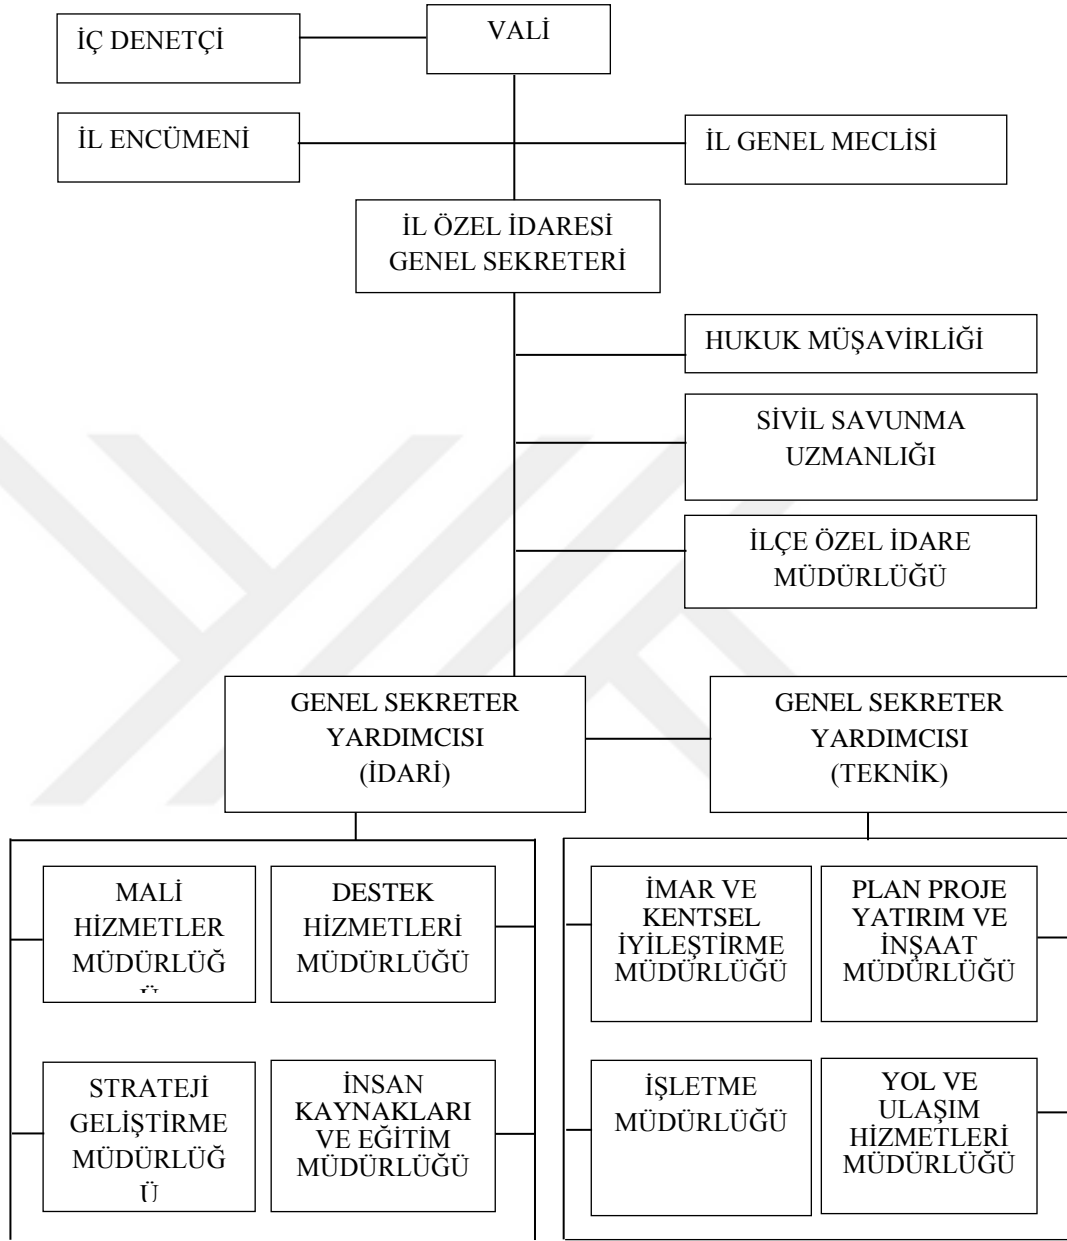 İÇ DENETÇİ
VALİ
İL ENCÜMENİ
İL GENEL MECLİSİ
İL ÖZEL İDARESİ
GENEL SEKRETERİ
HUKUK MÜŞAVİRLİĞİ
SİVİL SAVUNMA
UZMANLIĞI
İLÇE ÖZEL İDARE
MÜDÜRLÜĞÜ
GENEL SEKRETER
YARDIMCISI
(İDARİ)
GENEL SEKRETER
YARDIMCISI
(TEKNİK)
MALİ
HİZMETLER
MÜDÜRLÜĞ
Ü
DESTEK
HİZMETLERİ
MÜDÜRLÜĞÜ
İMAR VE
KENTSEL
İYİLEŞTİRME
MÜDÜRLÜĞÜ
PLAN PROJE
YATIRIM VE
İNŞAAT
MÜDÜRLÜĞÜ
STRATEJİ
GELİŞTİRME
MÜDÜRLÜĞ
Ü
İNSAN
KAYNAKLARI
VE EĞİTİM
MÜDÜRLÜĞÜ
İŞLETME
MÜDÜRLÜĞÜ
YOL VE
ULAŞIM
HİZMETLERİ
MÜDÜRLÜĞÜ